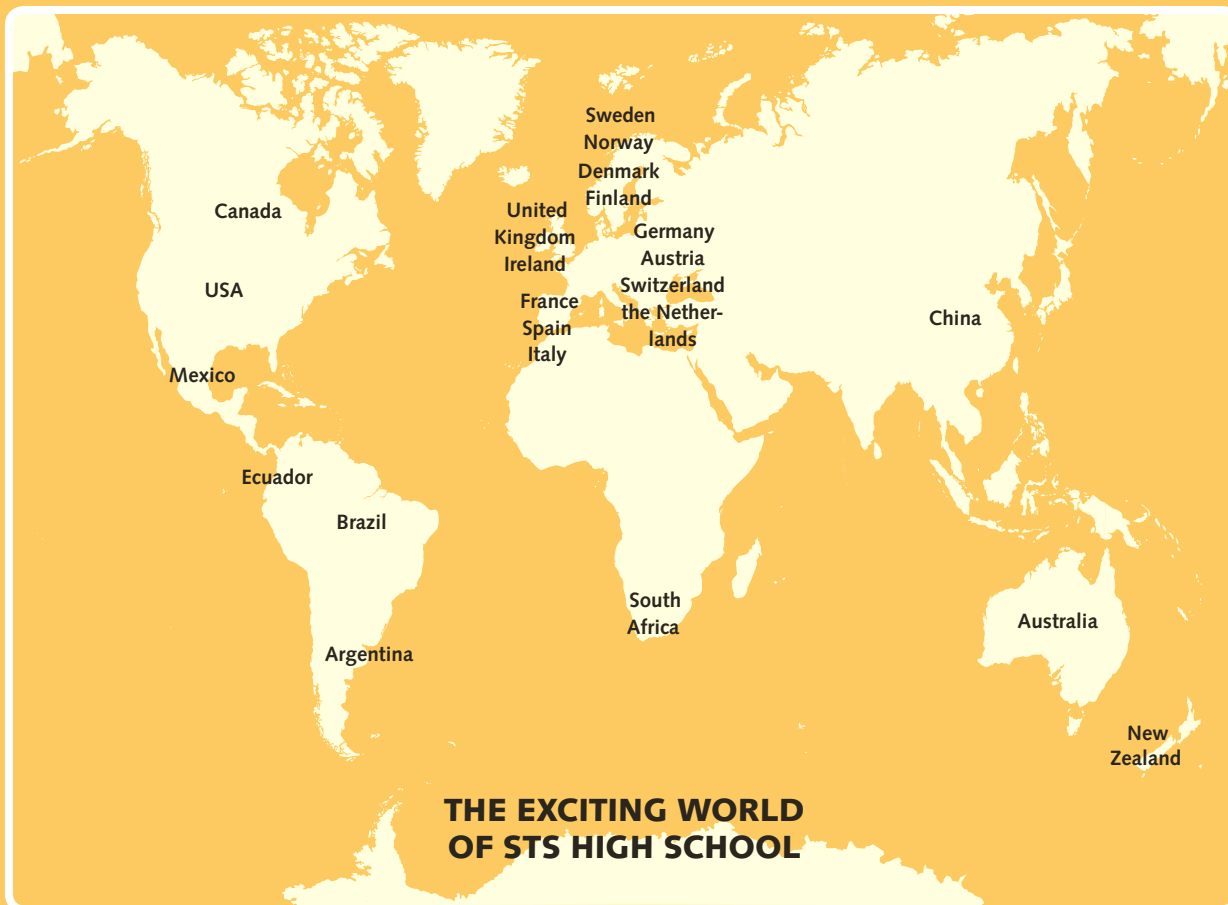 Sweden
Norway
Denmark
Finland
United
Kingdom
Ireland
Germany
Austria
Switzerland
the Nether-
lands
France
Spain
Italy
Canada
USA
Mexico
China
Ecuador
Brazil
Argentina
South
Africa
Australia
New
Zealand
THE EXCITING WORLD
OF STS HIGH SCHOOL